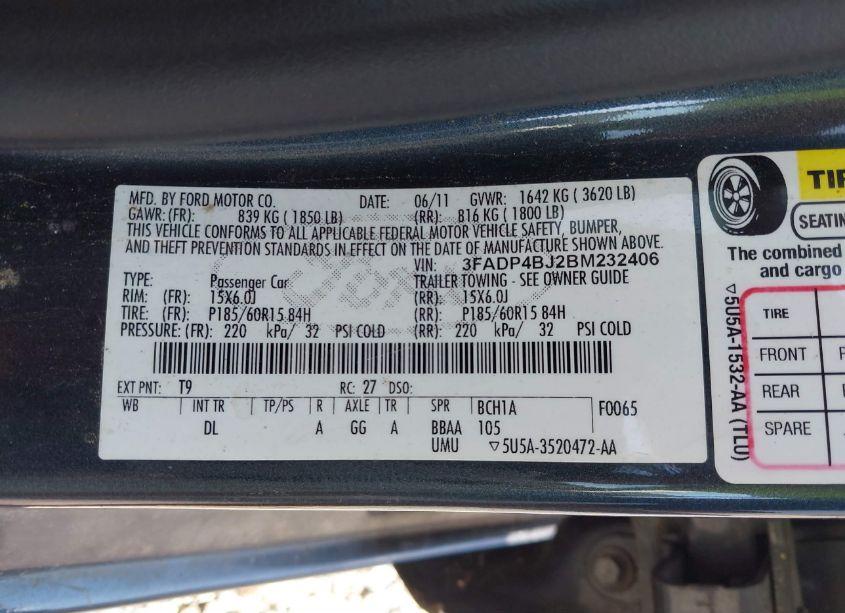 MFD. BY FORD MOTOR CO. DATE: 06/11 GVWR: 1642 KG ( 3620 LB)
GAWR: (FR): 839 KG ( 1850 LB) (RR): 816 KG ( 1800 LB)
THIS VEHICLE CONFORMS TO ALL APPLICABLE FEDERAL MOTOR VEHICLE SAFETY, BUMPER,
AND THEFT PREVENTION STANDARDS IN EFFECT ON THE DATE OF MANUFACTURE SHOWN ABOVE.
VIN: 3FADP4BJ2BM232406
TYPE: Passenger Car TRAILER TOWING - SEE OWNER GUIDE
RIM: (FR): 15X6.0J (RR): 15X6.0J
TIRE: (FR): P185/60R15 84H (RR): P185/60R15 84H
PRESSURE: (FR): 220 kPa/ 32 PSI COLD (RR): 220 kPa/ 32 PSI COLD
EXT PNT: T9 RC: 27 DSO:
WB INT TR TP/PS R AXLE TR SPR BCH1A F0065
DL A GG A BBAA 105
UMU ▽5U5A-3520472-AA
▽5U5A-1532-AA (TLU)
SEATING
The combined
and cargo
TIRE
FRONT
REAR
SPARE